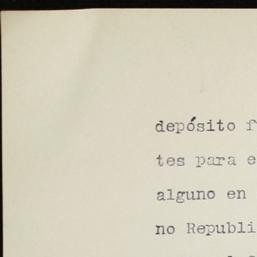 depósito f
tes para e
alguno en
no Republi